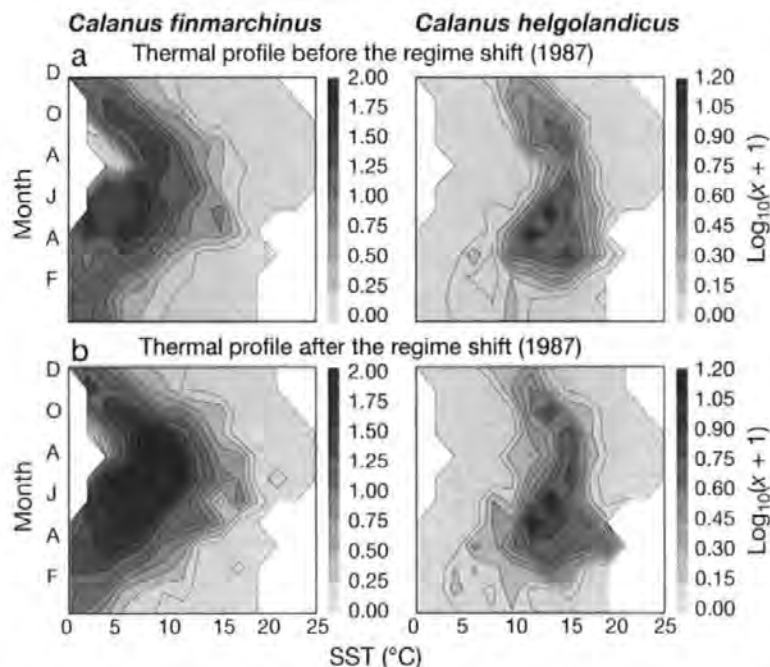 Calanus finmarchinus
Calanus helgolandicus
a Thermal profile before the regime shift (1987)
D
O
A
J
A
F
Month
2.00
1.75
1.50
1.25
1.00
0.75
0.50
0.25
0.00
1.20
1.05
0.90
0.75
0.60
0.45
0.30
0.15
0.00
Log10(x + 1)
b Thermal profile after the regime shift (1987)
D
O
A
J
A
F
Month
2.00
1.75
1.50
1.25
1.00
0.75
0.50
0.25
0.00
1.20
1.05
0.90
0.75
0.60
0.45
0.30
0.15
0.00
Log10(x + 1)
0 5 10 15 20 25
0 5 10 15 20 25
SST (°C)